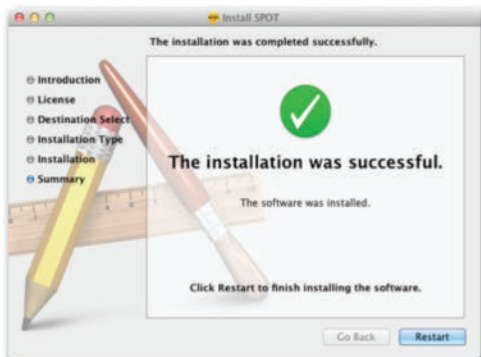 Install SPOT
The installation was completed successfully.
Introduction
License
Destination Select
Installation Type
Installation
Summary
The installation was successful.
The software was installed.
Click Restart to finish installing the software.
Go Back
Restart